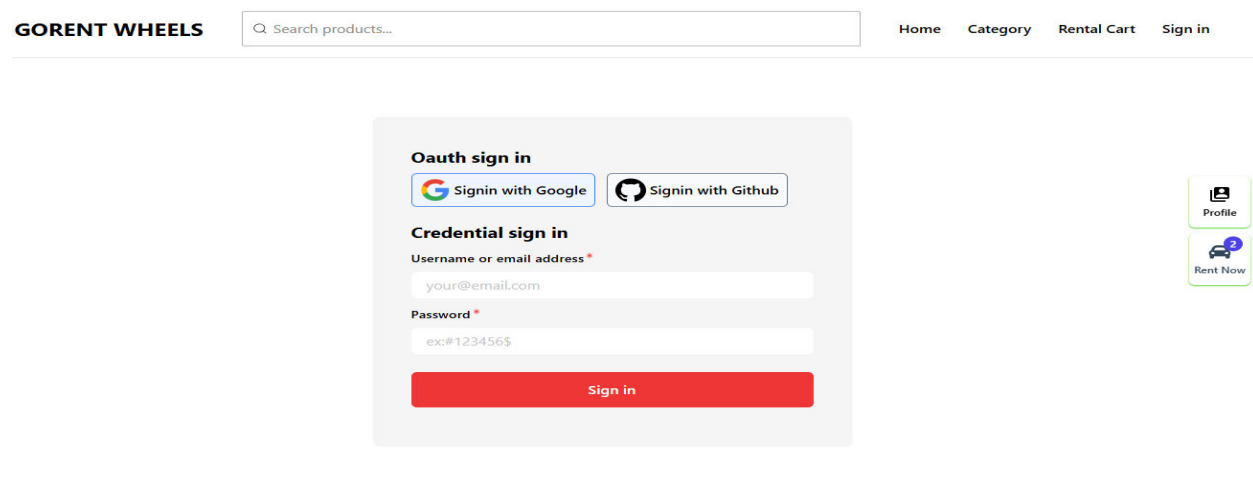 GORENT WHEELS
Search products...
Home Category Rental Cart Sign in
Oauth sign in
Signin with Google
Signin with Github
Credential sign in
Username or email address*
your@email.com
Password *
ex:#123456$
Sign in
Profile
2
Rent Now